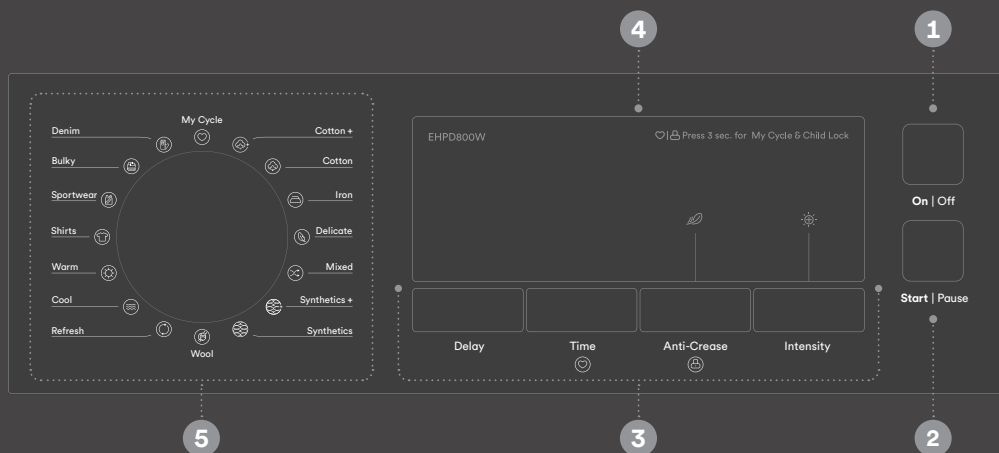 4
1
My Cycle
Denim
Cotton +
Bulky
Cotton
Sportwear
Iron
Shirts
Delicate
Warm
Mixed
Cool
Synthetics +
Refresh
Synthetics
Wool
EHPD800W
Press 3 sec. for My Cycle & Child Lock
On | Off
Start | Pause
Delay
Time
Anti-Crease
Intensity
5
3
2